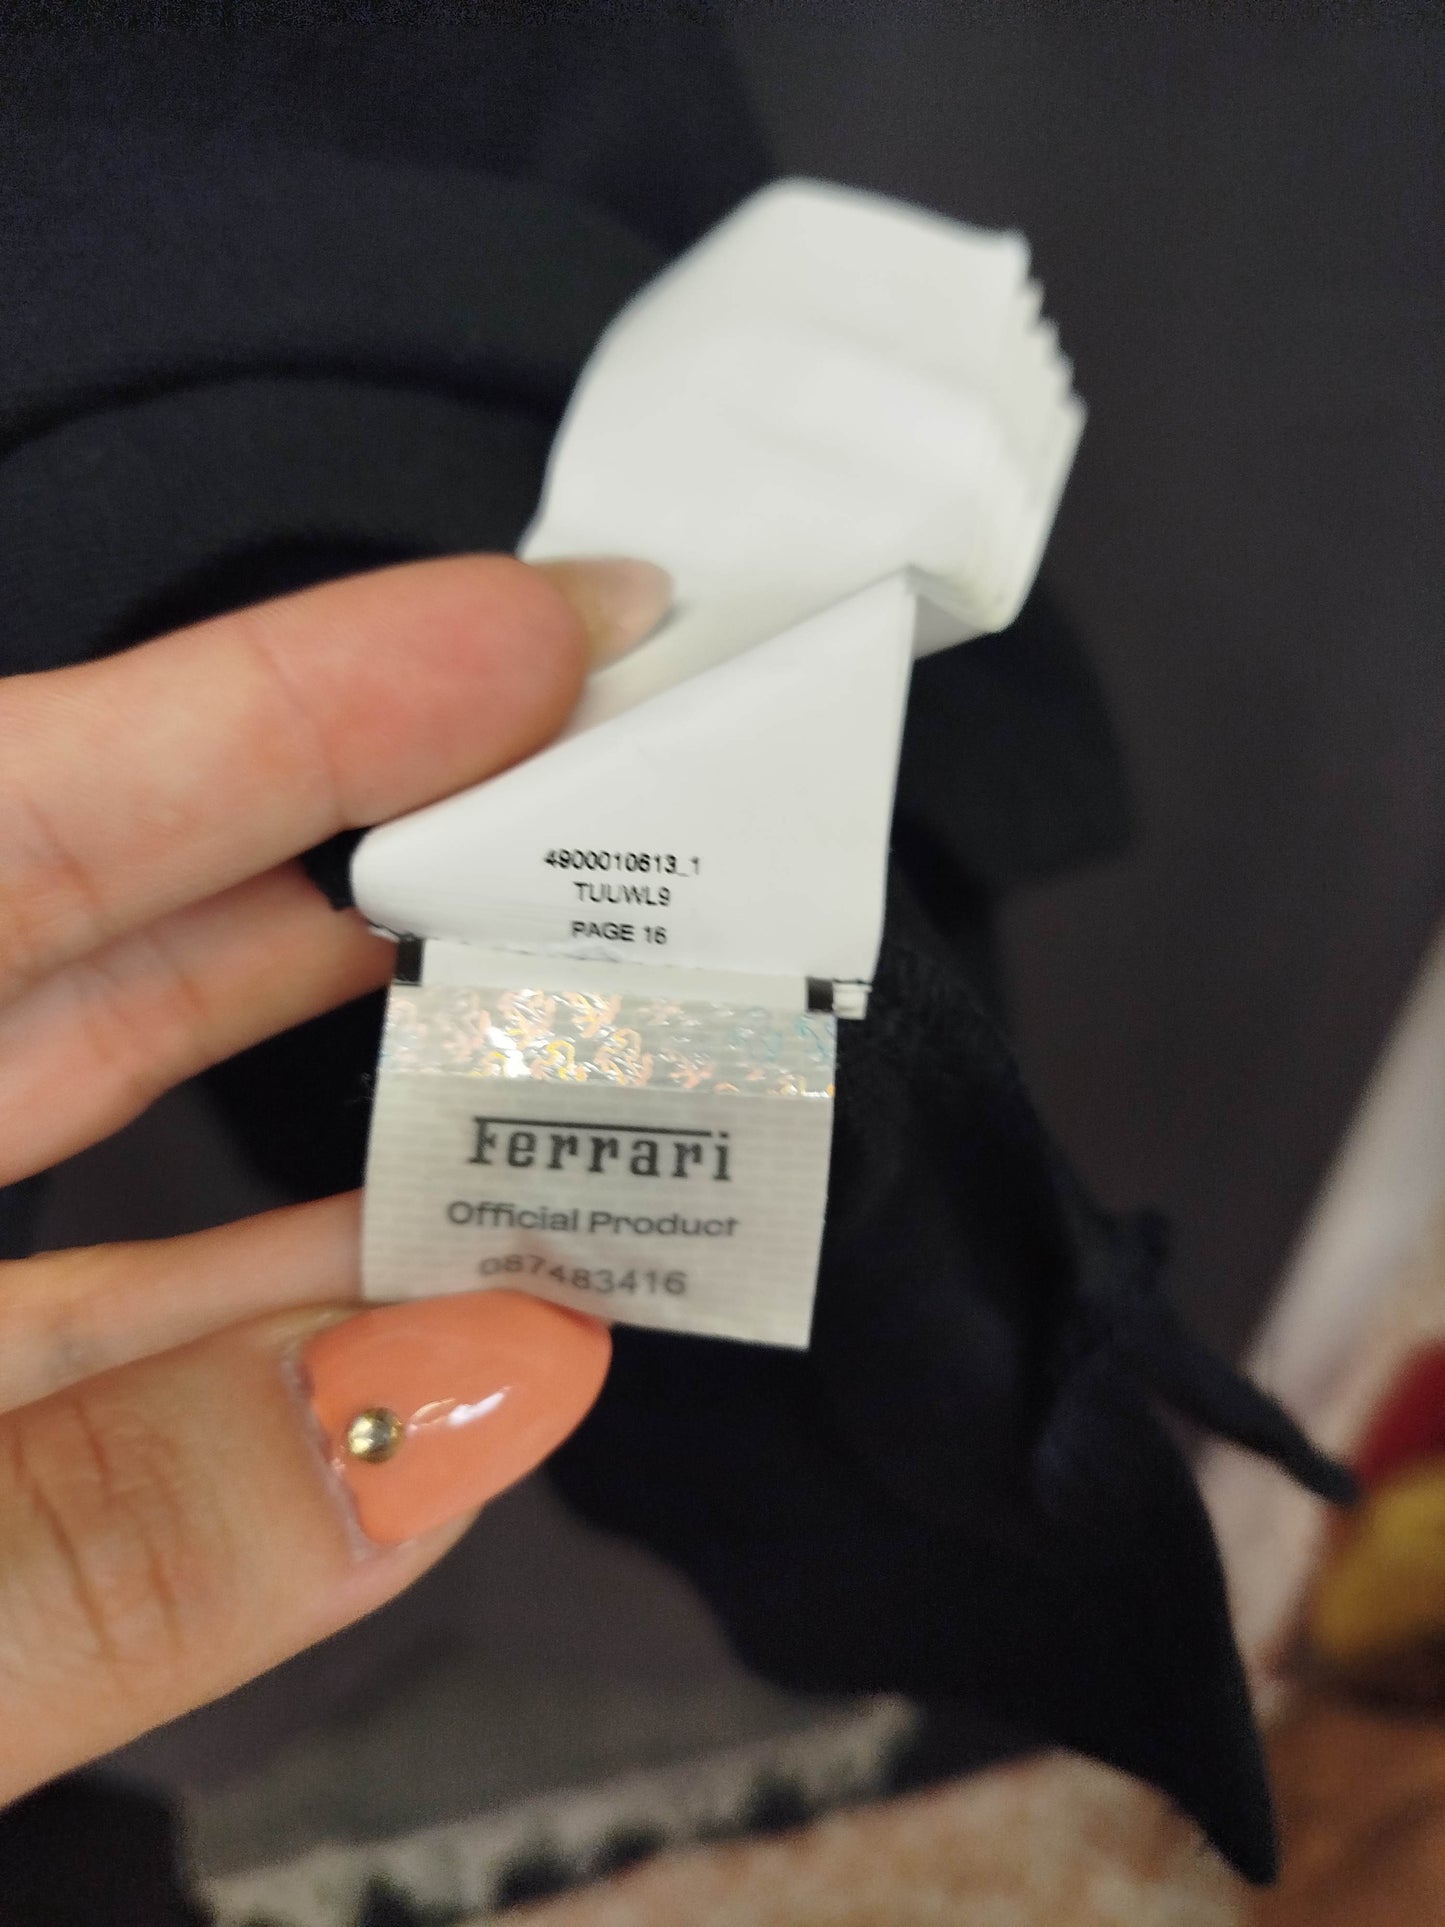 4900010613_1
TUUWL9
PAGE 16
Ferrari
Official Product
087483416